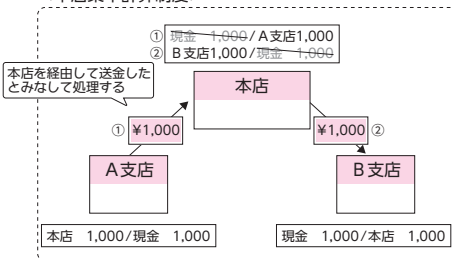 ① 現金 1,000/A支店1,000
② B支店1,000/現金 1,000
本店を経由して送金した
とみなして処理する
本店
① ¥1,000
¥1,000 ②
A支店
B支店
本店 1,000/現金 1,000
現金 1,000/本店 1,000